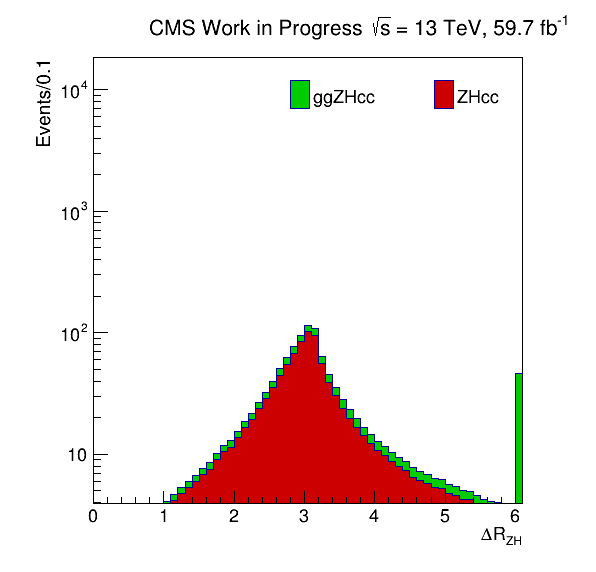 CMS Work in Progress √s = 13 TeV, 59.7 fb⁻¹
Events/0.1
ggZHcc ZHcc
10⁴
10³
10²
10
0 1 2 3 4 5 6
ΔR_ZH